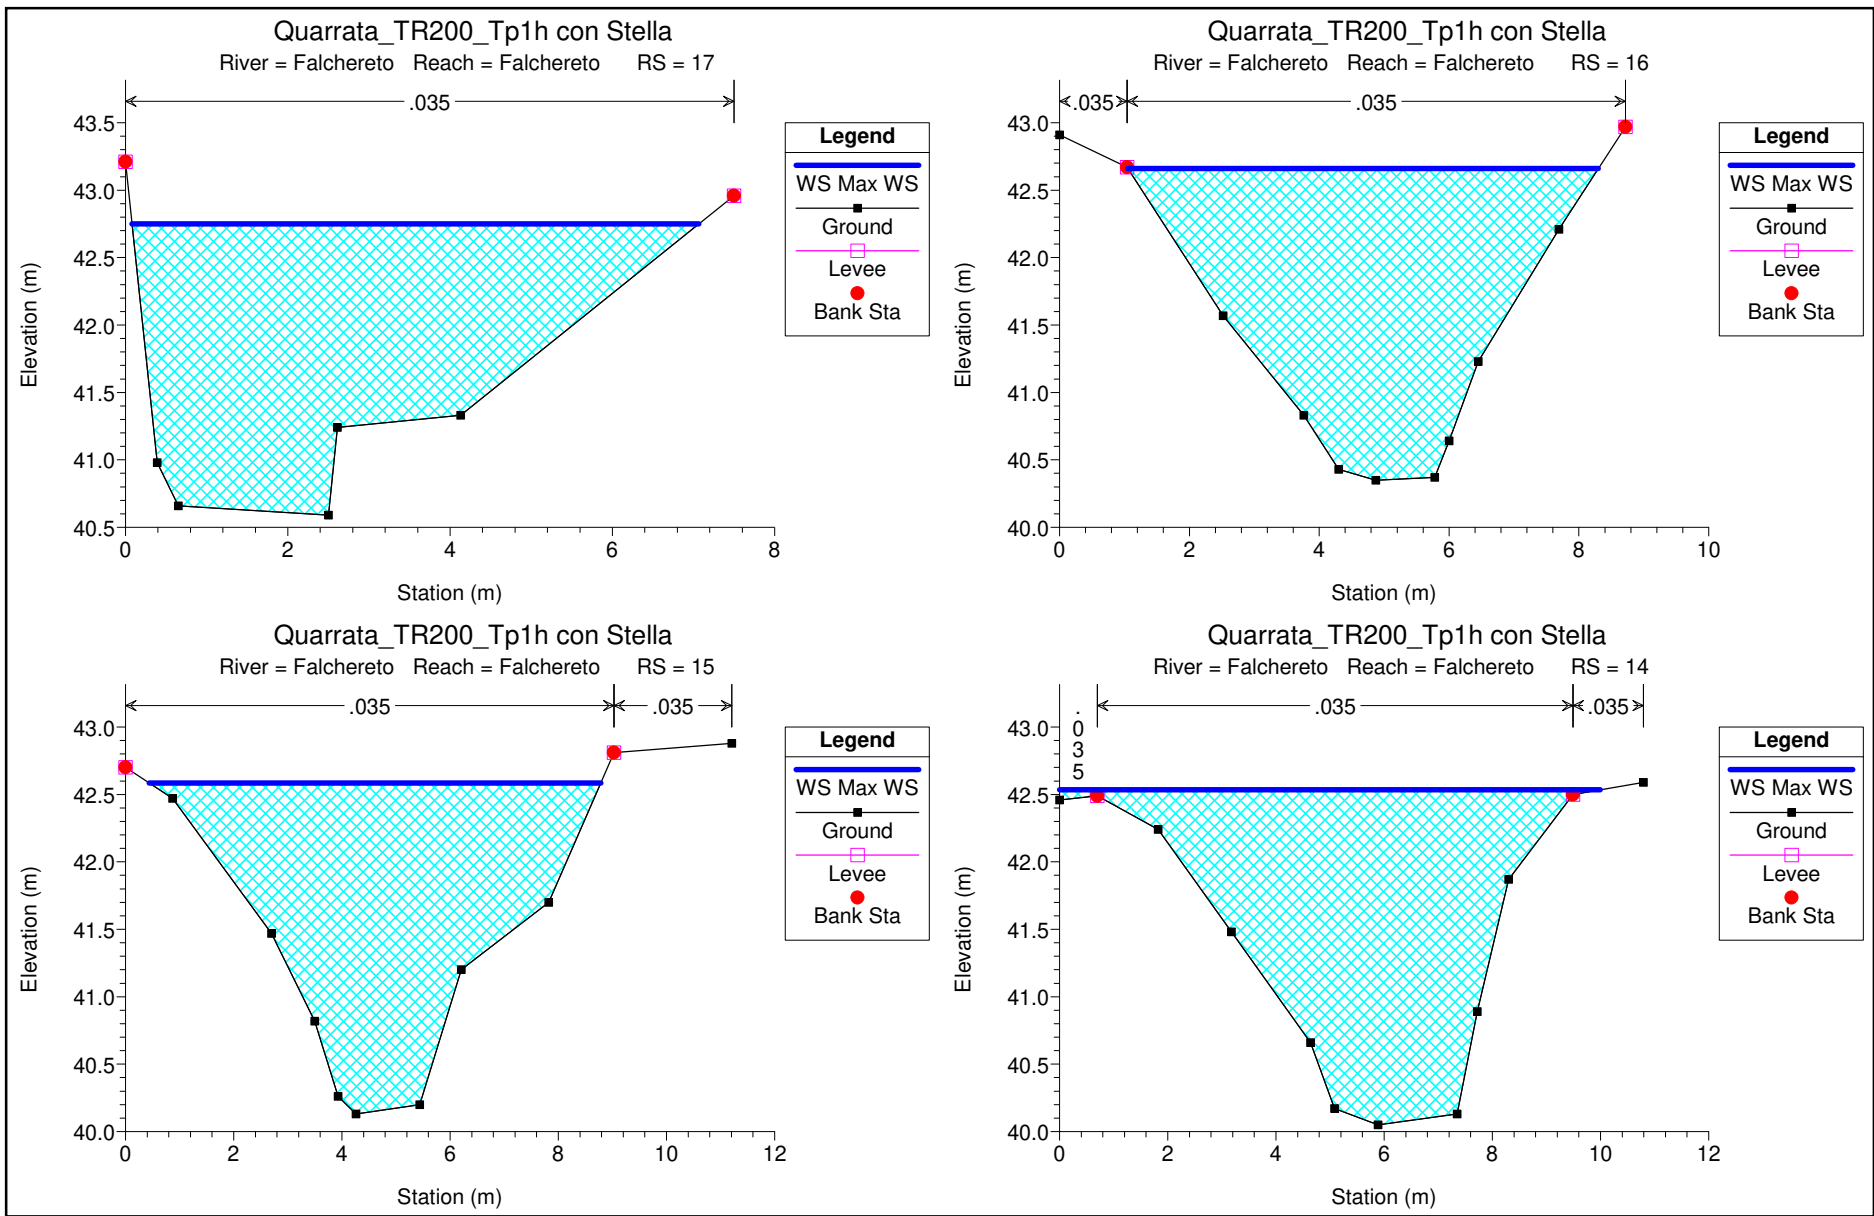 Quarrata_TR200_Tp1h con Stella
River = Falchereto Reach = Falchereto RS = 17
.035
43.5
43.0
42.5
42.0
41.5
41.0
40.5
0 2 4 6 8
Elevation (m)
Station (m)
Legend
WS Max WS
Ground
Levee
Bank Sta
Quarrata_TR200_Tp1h con Stella
River = Falchereto Reach = Falchereto RS = 16
.035 .035
43.0
42.5
42.0
41.5
41.0
40.5
40.0
0 2 4 6 8 10
Elevation (m)
Station (m)
Legend
WS Max WS
Ground
Levee
Bank Sta
Quarrata_TR200_Tp1h con Stella
River = Falchereto Reach = Falchereto RS = 15
.035 .035
43.0
42.5
42.0
41.5
41.0
40.5
40.0
0 2 4 6 8 10 12
Elevation (m)
Station (m)
Legend
WS Max WS
Ground
Levee
Bank Sta
Quarrata_TR200_Tp1h con Stella
River = Falchereto Reach = Falchereto RS = 14
.035 .035 .035
43.0
42.5
42.0
41.5
41.0
40.5
40.0
0 2 4 6 8 10 12
Elevation (m)
Station (m)
Legend
WS Max WS
Ground
Levee
Bank Sta